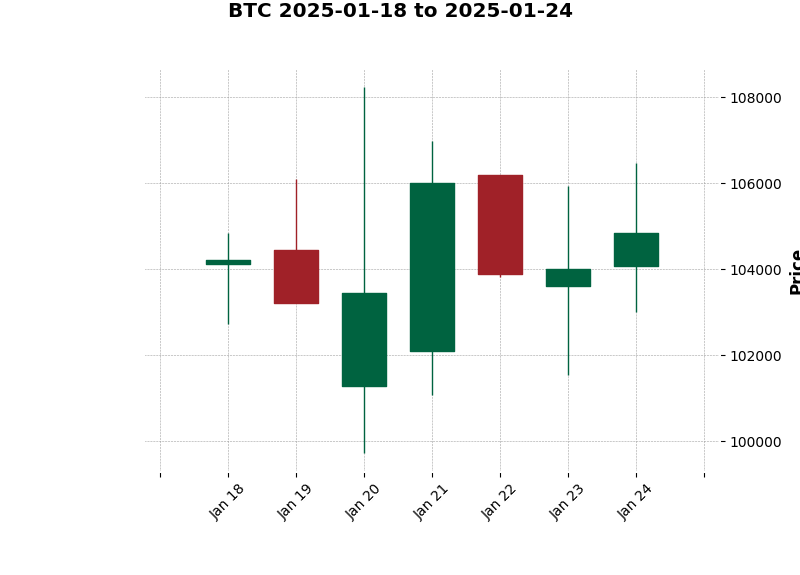 BTC 2025-01-18 to 2025-01-24
108000
106000
104000
102000
100000
Price
Jan 18
Jan 19
Jan 20
Jan 21
Jan 22
Jan 23
Jan 24